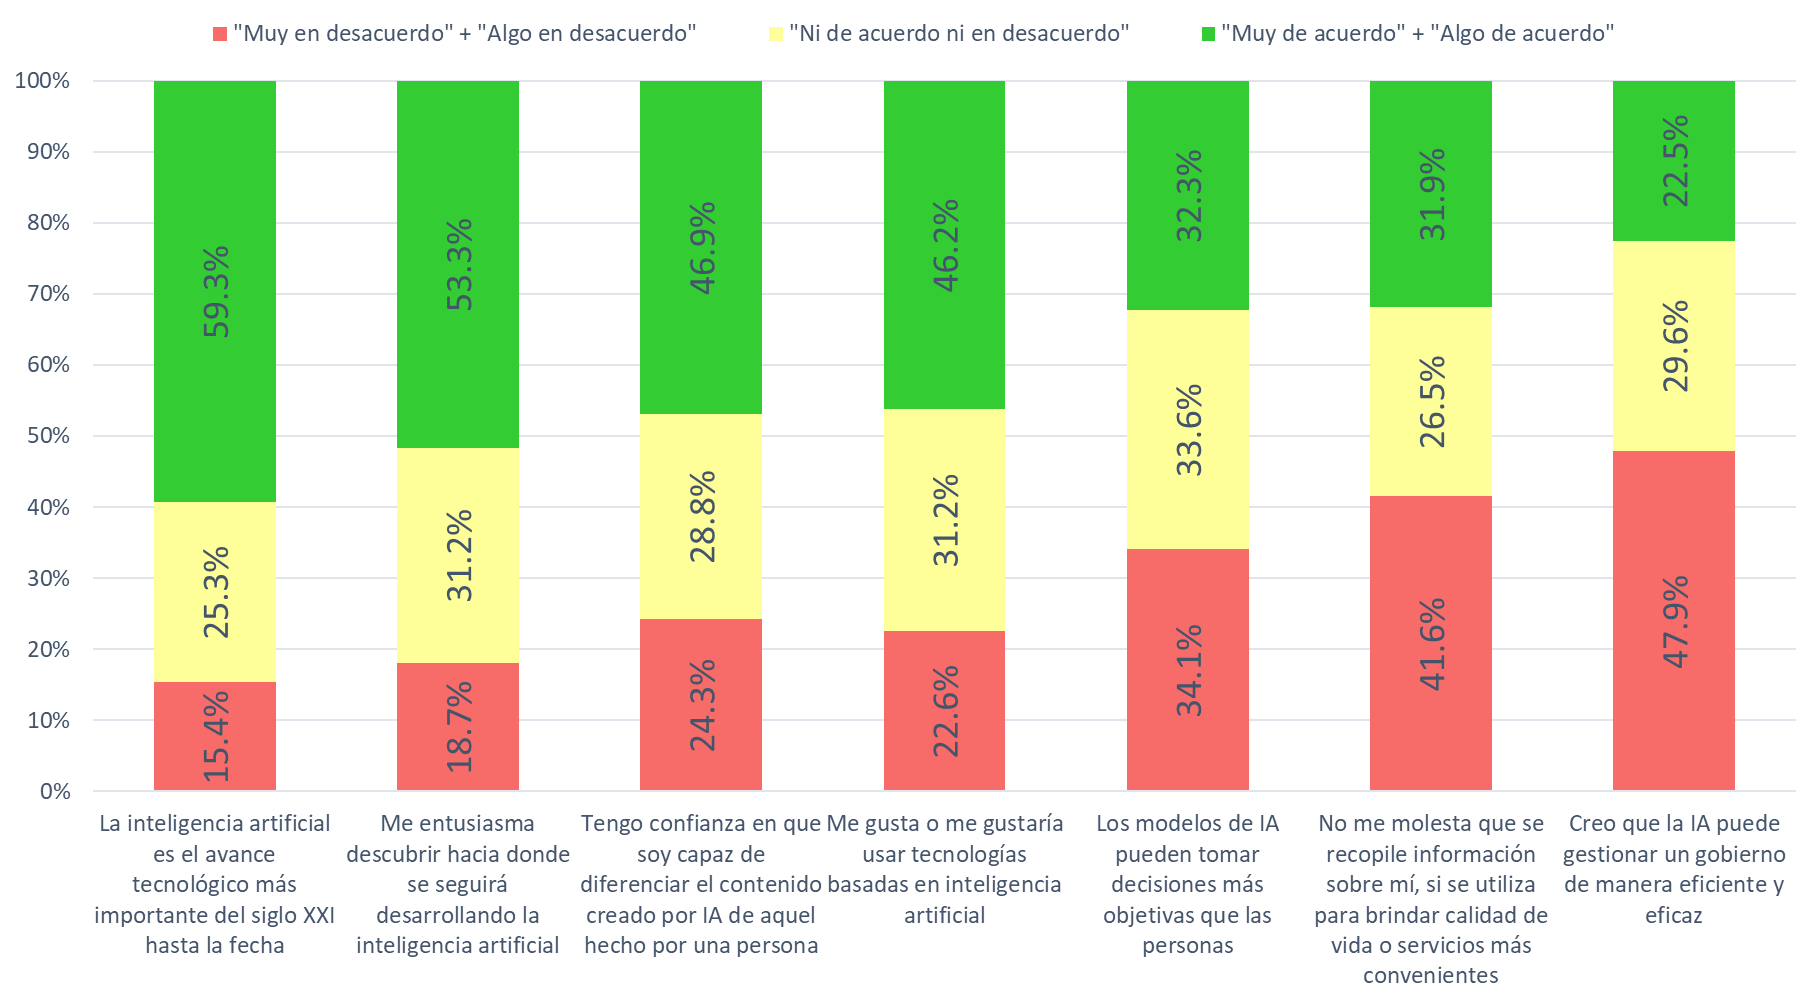 "Muy en desacuerdo" + "Algo en desacuerdo"
"Ni de acuerdo ni en desacuerdo"
"Muy de acuerdo" + "Algo de acuerdo"
100%
90%
80%
70%
60%
50%
40%
30%
20%
10%
0%
59.3%
25.3%
15.4%
53.3%
31.2%
18.7%
46.9%
28.8%
24.3%
46.2%
31.2%
22.6%
32.3%
33.6%
34.1%
31.9%
26.5%
41.6%
22.5%
29.6%
47.9%
La inteligencia artificial
es el avance
tecnológico más
importante del siglo XXI
hasta la fecha
Me entusiasma
descubrir hacia donde
se seguirá
desarrollando la
inteligencia artificial
Tengo confianza en que
soy capaz de
diferenciar el contenido
creado por IA de aquel
hecho por una persona
Me gusta o me gustaría
usar tecnologías
basadas en inteligencia
artificial
Los modelos de IA
pueden tomar
decisiones más
objetivas que las
personas
No me molesta que se
recopile información
sobre mí, si se utiliza
para brindar calidad de
vida o servicios más
convenientes
Creo que la IA puede
gestionar un gobierno
de manera eficiente y
eficaz